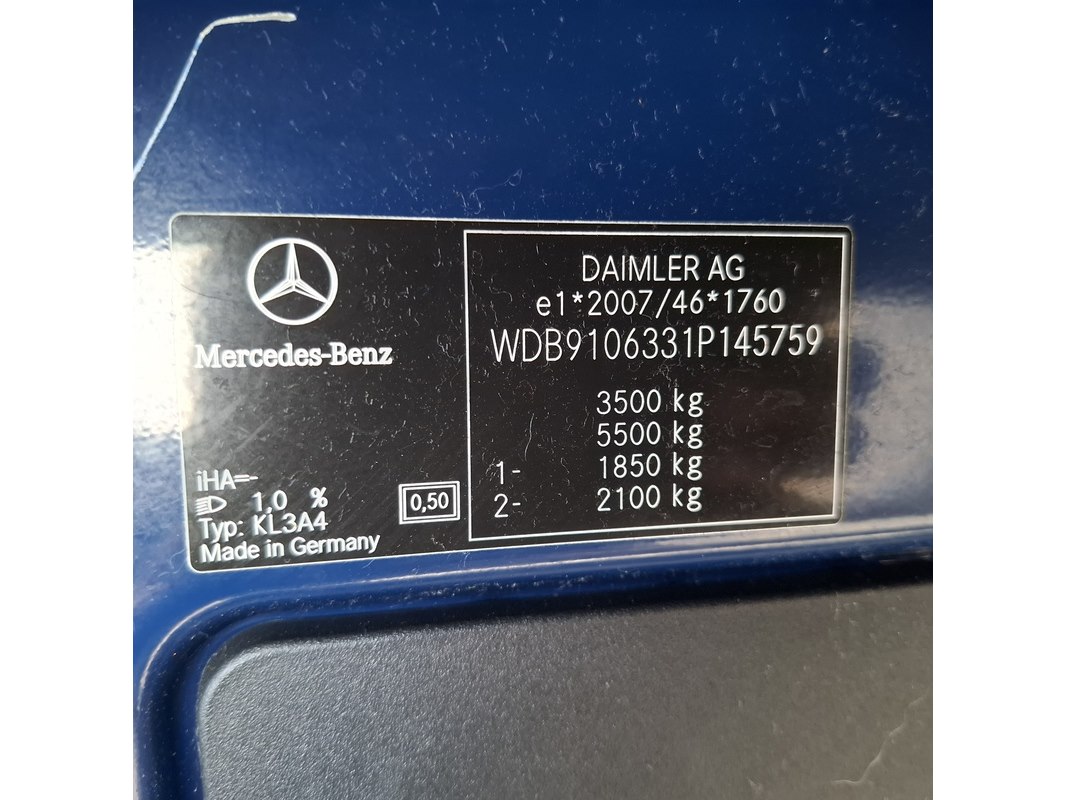 Mercedes-Benz
iHA=-
1,0 %
Typ: KL3A4
Made in Germany
0,50
DAIMLER AG
e1*2007/46*1760
WDB9106331P145759
3500 kg
5500 kg
1- 1850 kg
2- 2100 kg